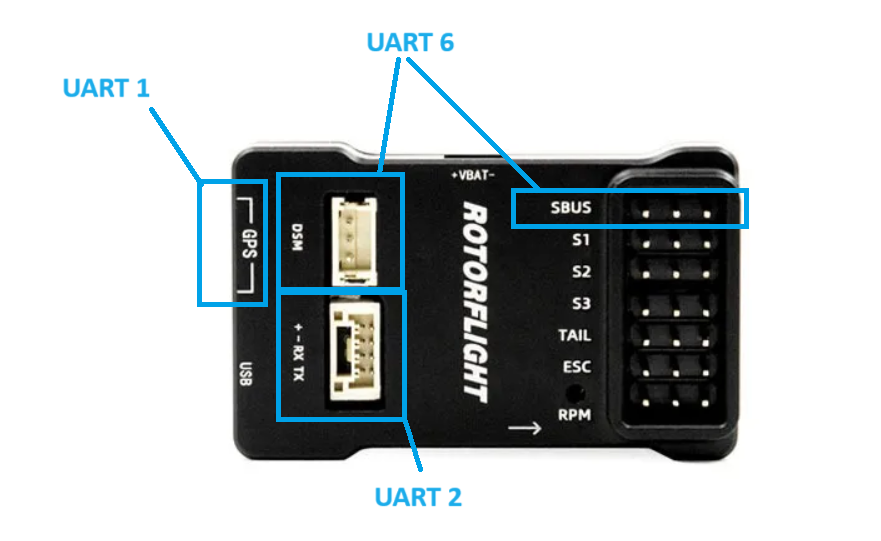 UART 6
UART 1
+VBAT-
SBUS
GPS
DSM
ROTORFLIGHT
S1
S2
S3
+ - RX TX
TAIL
USB
ESC
RPM
UART 2